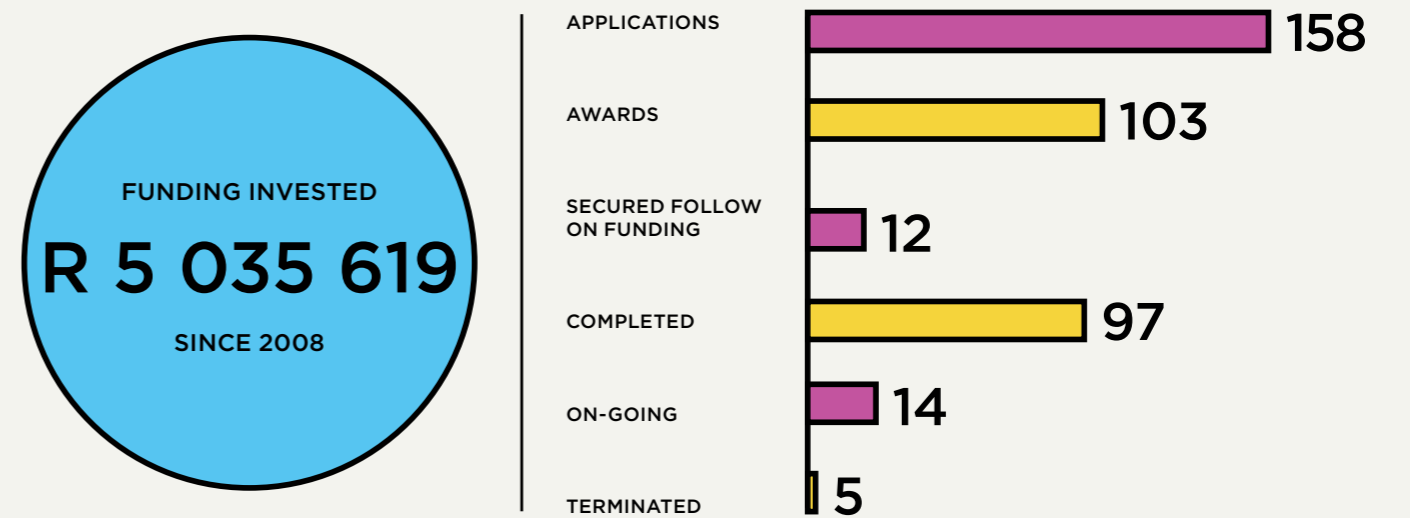 FUNDING INVESTED
R 5 035 619
SINCE 2008
APPLICATIONS
158
AWARDS
103
SECURED FOLLOW
ON FUNDING
12
COMPLETED
97
ON-GOING
14
TERMINATED
5